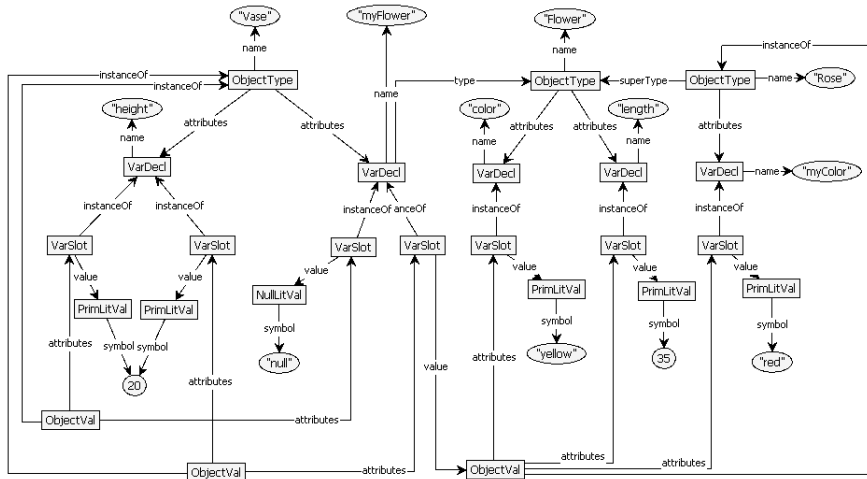 "Vase"
"myFlower"
"Flower"
name
name
instanceOf
instanceOf
instanceOf
ObjectType
type
ObjectType
superType
ObjectType
name
"Rose"
name
"height"
"color"
"length"
attributes
attributes
attributes
attributes
attributes
name
name
name
VarDecl
VarDecl
VarDecl
VarDecl
VarDecl
name
"myColor"
instanceOf
instanceOf
instanceOf
anceOf
instanceOf
instanceOf
instanceOf
VarSlot
VarSlot
VarSlot
VarSlot
VarSlot
VarSlot
VarSlot
value
value
value
value
value
value
NullLitVal
PrimLitVal
PrimLitVal
PrimLitVal
PrimLitVal
PrimLitVal
symbol
symbol
symbol
symbol
symbol
symbol
attributes
attributes
attributes
value
"null"
"yellow"
35
"red"
20
ObjectVal
attributes
attributes
attributes
ObjectVal
attributes
ObjectVal